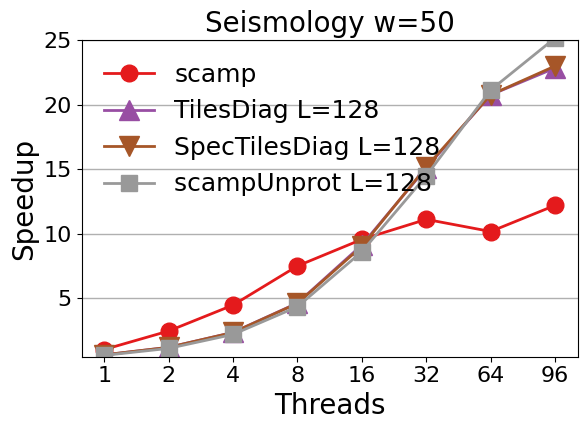 Seismology w=50
25
20
15
10
5
Speedup
scamp
TilesDiag L=128
SpecTilesDiag L=128
scampUnprot L=128
1 2 4 8 16 32 64 96
Threads